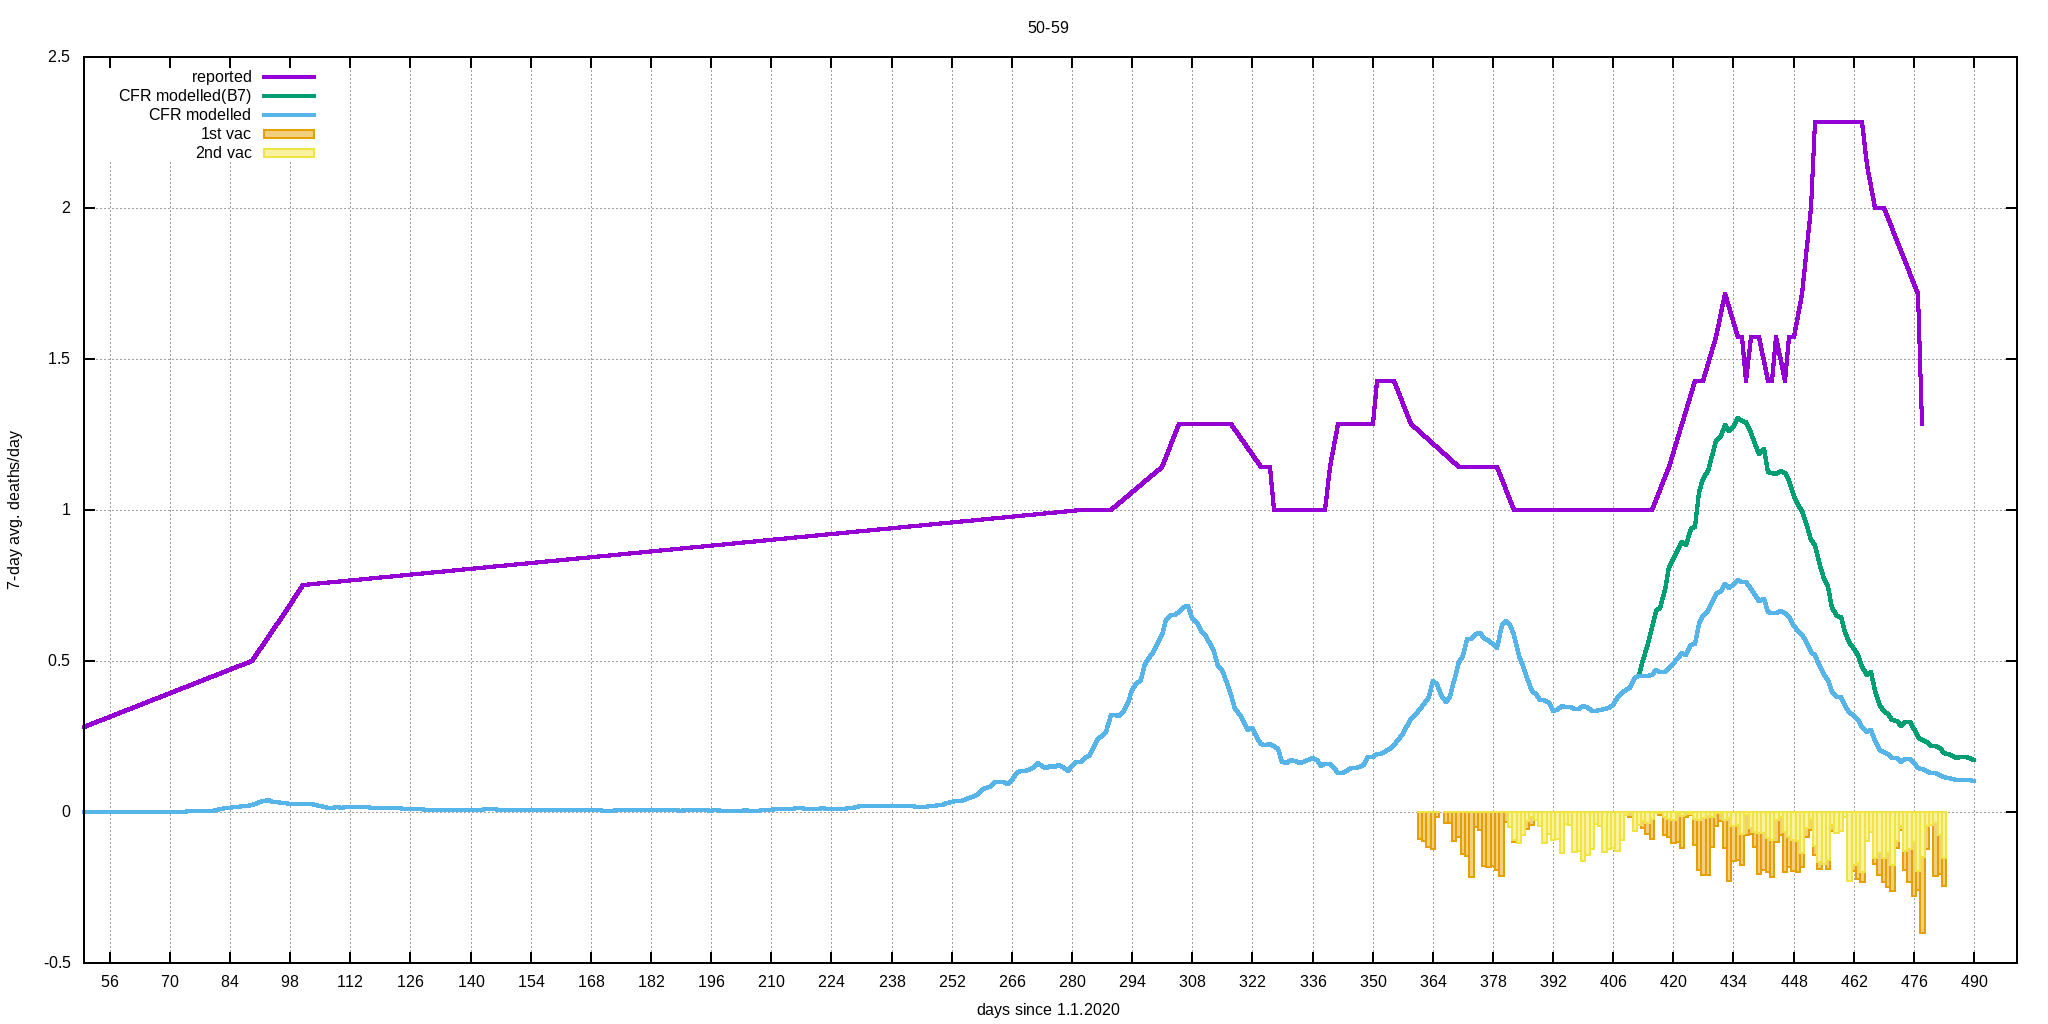 50-59
2.5
2
1.5
1
0.5
0
-0.5
7-day avg. deaths/day
reported
CFR modelled(B7)
CFR modelled
1st vac
2nd vac
56 70 84 98 112 126 140 154 168 182 196 210 224 238 252 266 280 294 308 322 336 350 364 378 392 406 420 434 448 462 476 490
days since 1.1.2020